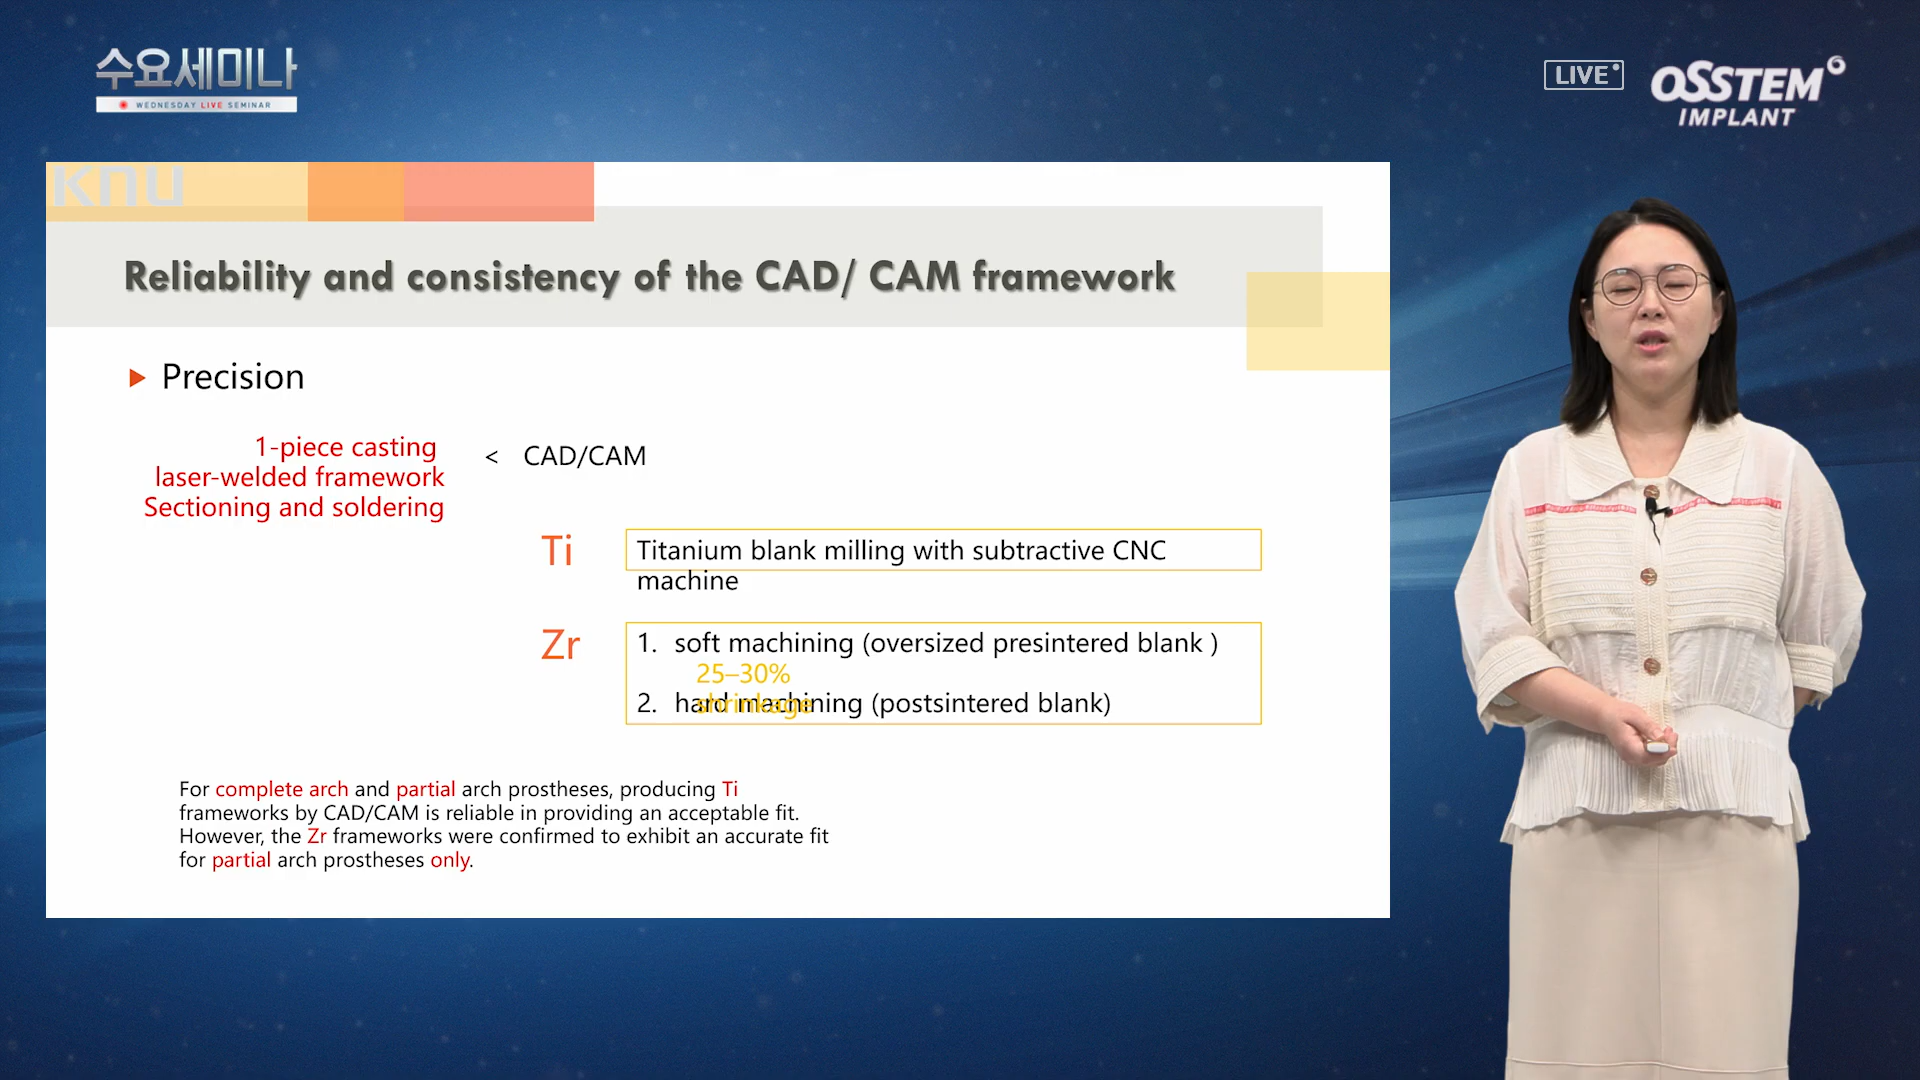 수요세미나
WEDNESDAY LIVE SEMINAR
LIVE
OSSTEM
IMPLANT
knu
Reliability and consistency of the CAD/ CAM framework
Precision
1-piece casting
laser-welded framework
Sectioning and soldering
< CAD/CAM
Ti
Titanium blank milling with subtractive CNC
machine
Zr
1. soft machining (oversized presintered blank )
25–30%
shrinkage
2. hard machining (postsintered blank)
For complete arch and partial arch prostheses, producing Ti
frameworks by CAD/CAM is reliable in providing an acceptable fit.
However, the Zr frameworks were confirmed to exhibit an accurate fit
for partial arch prostheses only.